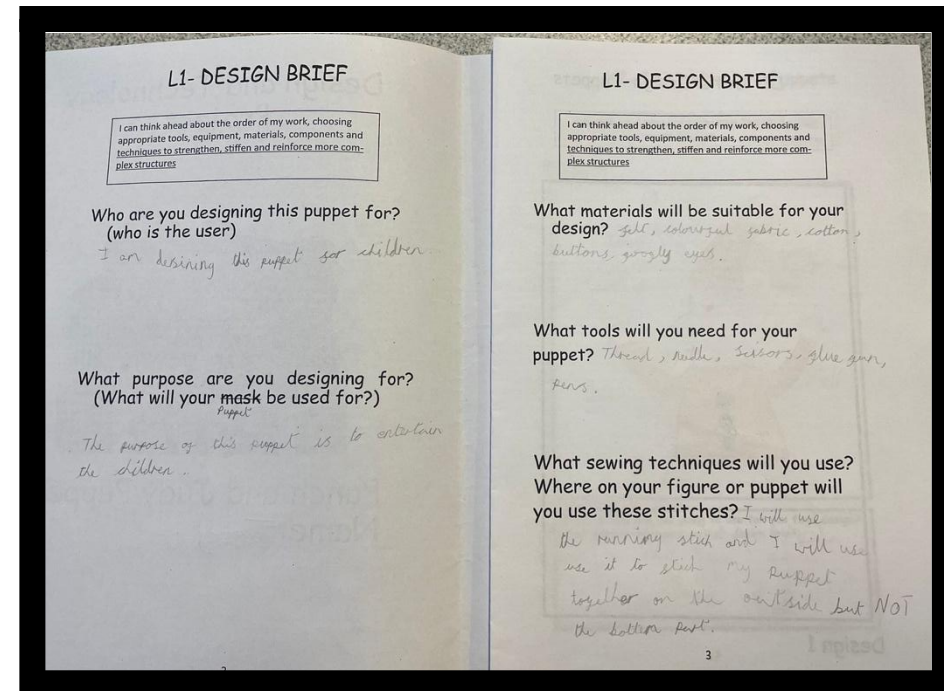 L1- DESIGN BRIEF
I can think ahead about the order of my work, choosing
appropriate tools, equipment, materials, components and
techniques to strengthen, stiffen and reinforce more com-
plex structures
Who are you designing this puppet for?
(who is the user)
I am desining this puppet for children
What purpose are you designing for?
(What will your mask be used for?)
Puppet
The purpose of this puppet is to entertain
the children.
L1- DESIGN BRIEF
I can think ahead about the order of my work, choosing
appropriate tools, equipment, materials, components and
techniques to strengthen, stiffen and reinforce more com-
plex structures
What materials will be suitable for your
design? felt, colourful fabric, cotton,
buttons, googly eyes.
What tools will you need for your
puppet? Thread, needle, Scissors, glue gun,
Pens.
What sewing techniques will you use?
Where on your figure or puppet will
you use these stitches? I will use
the running stich and I will use
use it to stich my puppet
together on the outside but NOT
the bottom part.
3
Design 1